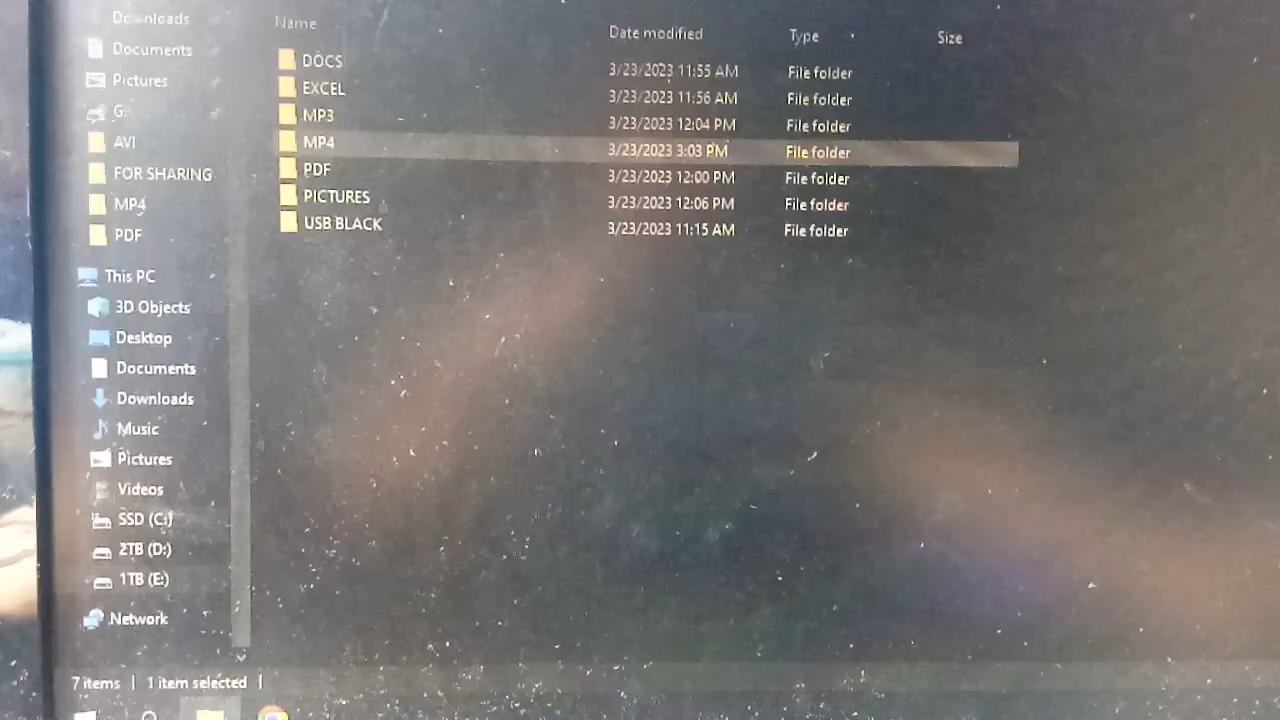 Downloads
Documents
Pictures
G:
AVI
FOR SHARING
MP4
PDF
This PC
3D Objects
Desktop
Documents
Downloads
Music
Pictures
Videos
SSD (C:)
2TB (D:)
1TB (E:)
Network
Name Date modified Type Size
DOCS 3/23/2023 11:55 AM File folder
EXCEL 3/23/2023 11:56 AM File folder
MP3 3/23/2023 12:04 PM File folder
MP4 3/23/2023 3:03 PM File folder
PDF 3/23/2023 12:00 PM File folder
PICTURES 3/23/2023 12:06 PM File folder
USB BLACK 3/23/2023 11:15 AM File folder
7 items | 1 item selected |